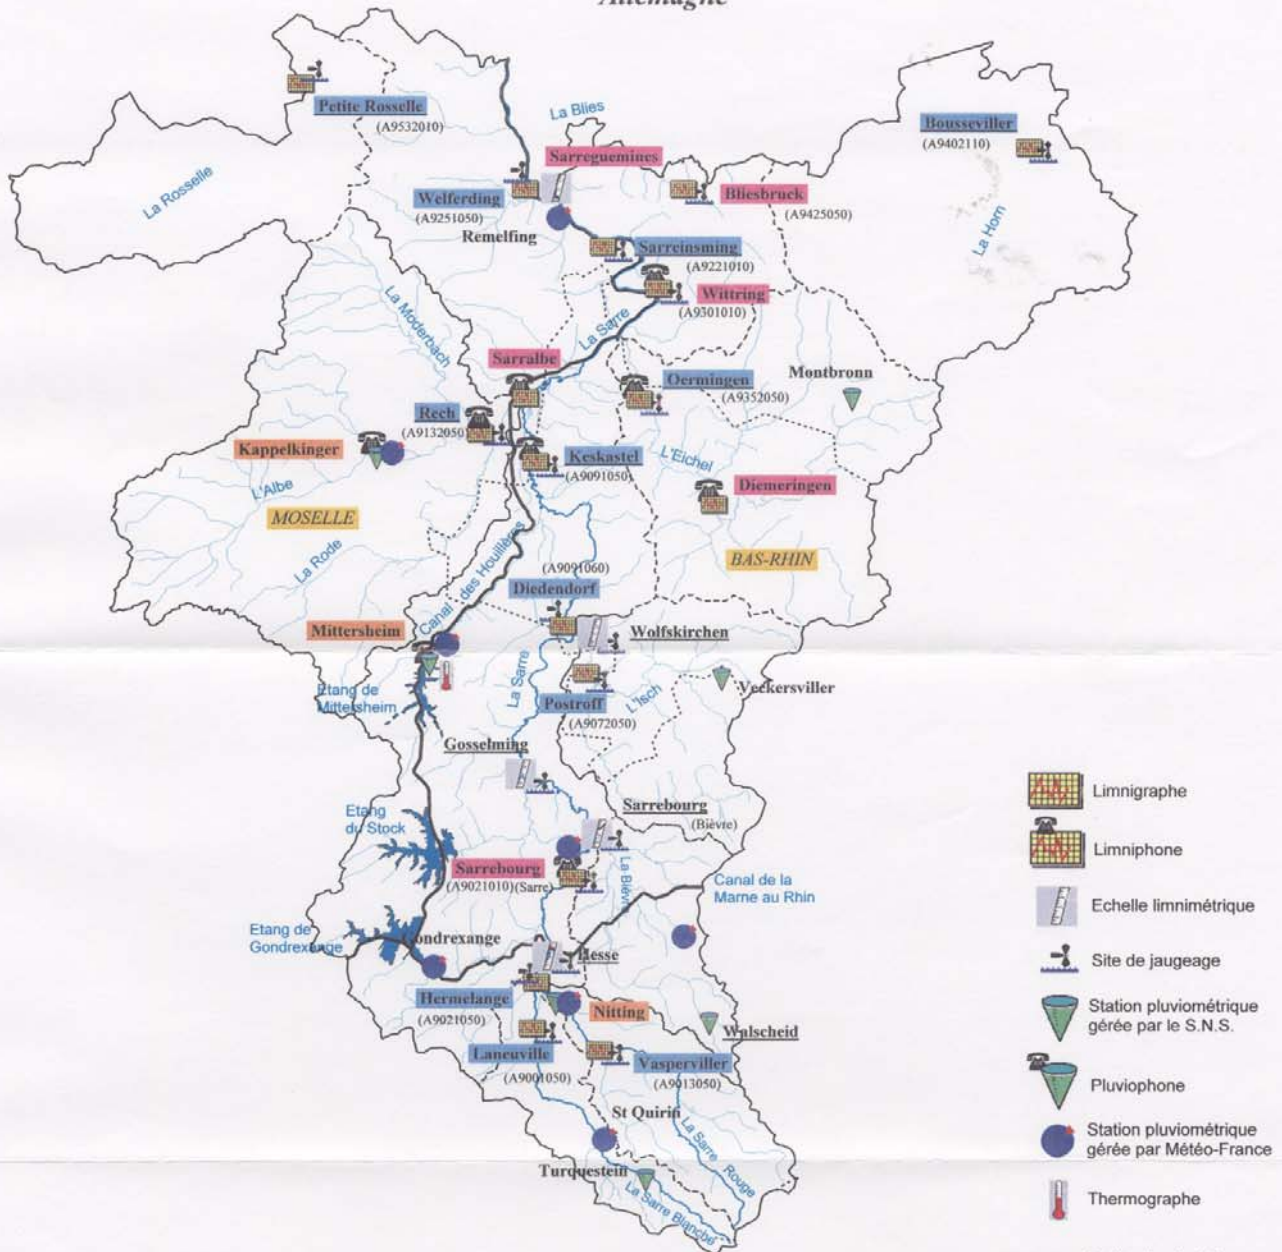 Allemagne
Petite Rosselle
(A9532010)
La Blies
Bousseviller
(A9402110)
La Rosselle
Sarreguemines
Welferding
(A9251050)
Bliesbruck
(A9425050)
Remelfing
La Horn
Sarreinsming
(A9221010)
Wittring
(A9301010)
La Moderbach
La Sarre
Sarralbe
Montbronn
Oermingen
(A9352050)
Rech
(A9132050)
Kappelkinger
Keskastel
(A9091050)
L'Eichel
Diemeringen
L'Albe
MOSELLE
La Rode
Canal des Houillères
BAS-RHIN
(A9091060)
Diedendorf
Mittersheim
Wolfskirchen
La Sarre
Etang de
Mittersheim
Veckersviller
L'Isch
Postroff
(A9072050)
Gosselming
Etang
du Stock
Sarrebourg
(Bièvre)
Sarrebourg
(A9021010)(Sarre)
La Bièvre
Canal de la
Marne au Rhin
Etang de
Gondrexange
Gondrexange
Hesse
Hermelange
(A9021050)
Nitting
Walscheid
Laneuville
(A9001050)
Vasperviller
(A9013050)
St Quirin
La Sarre Rouge
Turquestein
La Sarre Blanche
Limnigraphe
Limniphone
Echelle limnimétrique
Site de jaugeage
Station pluviométrique
gérée par le S.N.S.
Pluviophone
Station pluviométrique
gérée par Météo-France
Thermographe